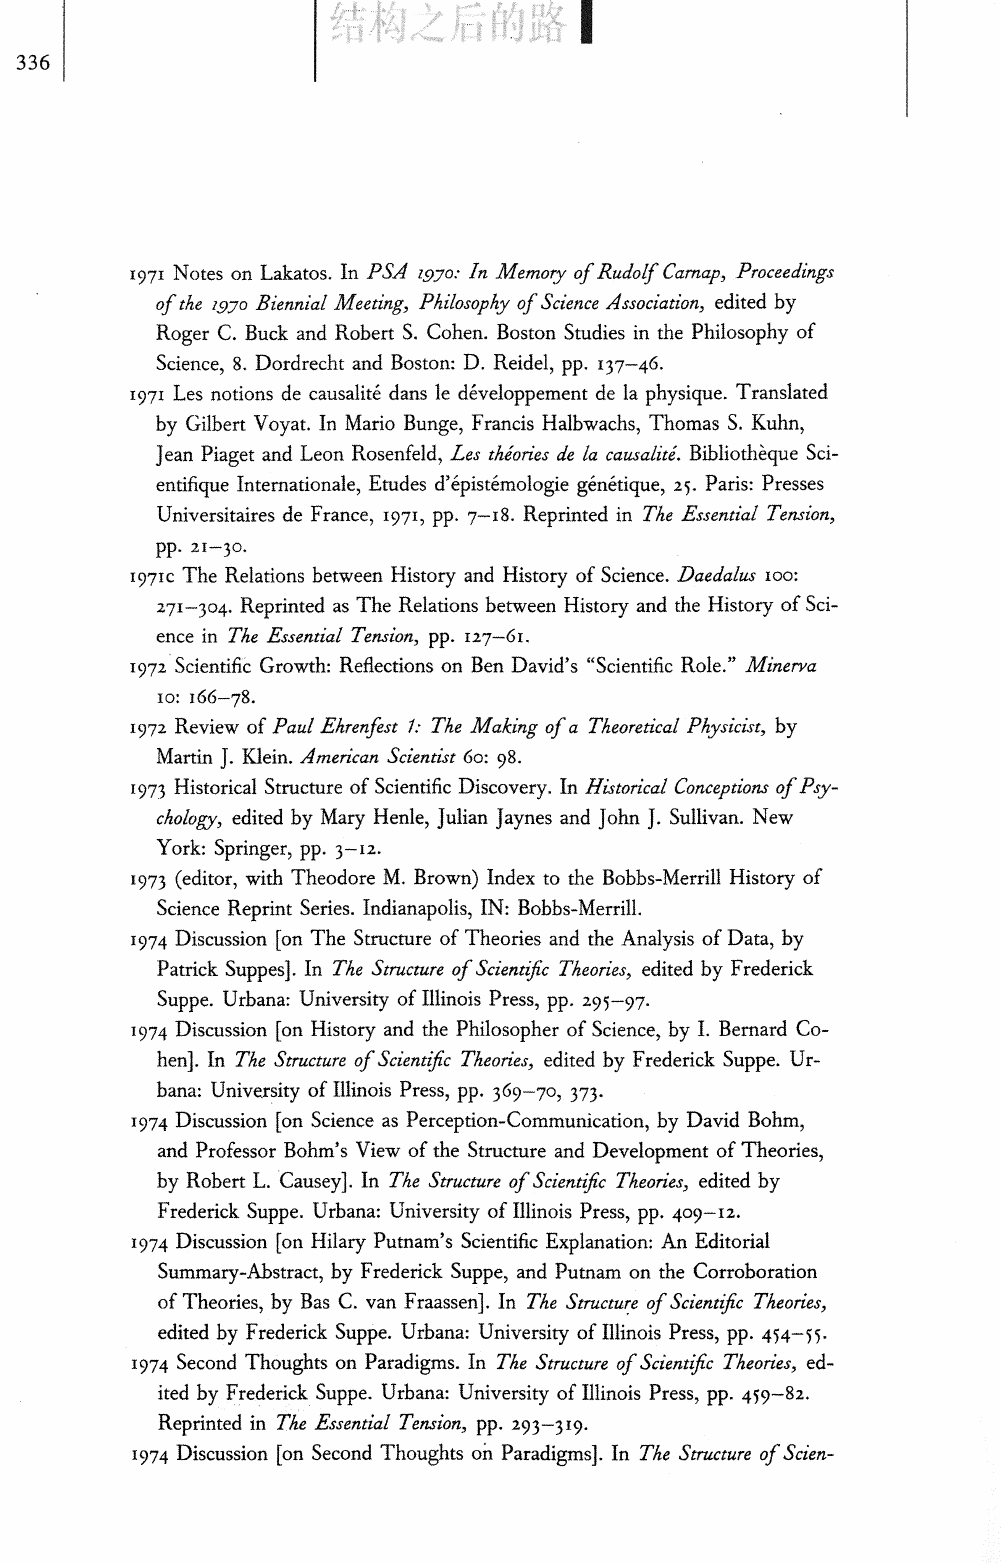 结构之后的路
336
1971 Notes on Lakatos. In PSA 1970: In Memory of Rudolf Carnap, Proceedings
of the 1970 Biennial Meeting, Philosophy of Science Association, edited by
Roger C. Buck and Robert S. Cohen. Boston Studies in the Philosophy of
Science, 8. Dordrecht and Boston: D. Reidel, pp. 137–46.
1971 Les notions de causalité dans le développement de la physique. Translated
by Gilbert Voyat. In Mario Bunge, Francis Halbwachs, Thomas S. Kuhn,
Jean Piaget and Leon Rosenfeld, Les théories de la causalité. Bibliothèque Sci-
entifique Internationale, Etudes d'épistémologie génétique, 25. Paris: Presses
Universitaires de France, 1971, pp. 7–18. Reprinted in The Essential Tension,
pp. 21–30.
1971c The Relations between History and History of Science. Daedalus 100:
271–304. Reprinted as The Relations between History and the History of Sci-
ence in The Essential Tension, pp. 127–61.
1972 Scientific Growth: Reflections on Ben David's “Scientific Role.” Minerva
10: 166–78.
1972 Review of Paul Ehrenfest 1: The Making of a Theoretical Physicist, by
Martin J. Klein. American Scientist 60: 98.
1973 Historical Structure of Scientific Discovery. In Historical Conceptions of Psy-
chology, edited by Mary Henle, Julian Jaynes and John J. Sullivan. New
York: Springer, pp. 3–12.
1973 (editor, with Theodore M. Brown) Index to the Bobbs-Merrill History of
Science Reprint Series. Indianapolis, IN: Bobbs-Merrill.
1974 Discussion [on The Structure of Theories and the Analysis of Data, by
Patrick Suppes]. In The Structure of Scientific Theories, edited by Frederick
Suppe. Urbana: University of Illinois Press, pp. 295–97.
1974 Discussion [on History and the Philosopher of Science, by I. Bernard Co-
hen]. In The Structure of Scientific Theories, edited by Frederick Suppe. Ur-
bana: University of Illinois Press, pp. 369–70, 373.
1974 Discussion [on Science as Perception-Communication, by David Bohm,
and Professor Bohm's View of the Structure and Development of Theories,
by Robert L. Causey]. In The Structure of Scientific Theories, edited by
Frederick Suppe. Urbana: University of Illinois Press, pp. 409–12.
1974 Discussion [on Hilary Putnam's Scientific Explanation: An Editorial
Summary-Abstract, by Frederick Suppe, and Putnam on the Corroboration
of Theories, by Bas C. van Fraassen]. In The Structure of Scientific Theories,
edited by Frederick Suppe. Urbana: University of Illinois Press, pp. 454–55.
1974 Second Thoughts on Paradigms. In The Structure of Scientific Theories, ed-
ited by Frederick Suppe. Urbana: University of Illinois Press, pp. 459–82.
Reprinted in The Essential Tension, pp. 293–319.
1974 Discussion [on Second Thoughts on Paradigms]. In The Structure of Scien-